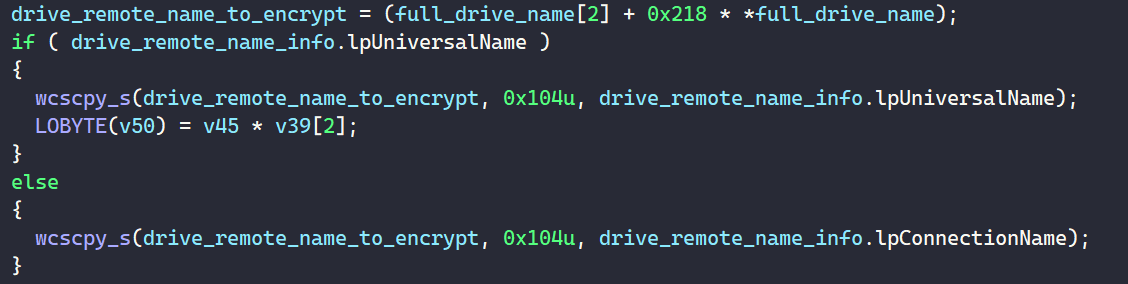 drive_remote_name_to_encrypt = (full_drive_name[2] + 0x218 * *full_drive_name);
if ( drive_remote_name_info.lpUniversalName )
{
  wcscpy_s(drive_remote_name_to_encrypt, 0x104u, drive_remote_name_info.lpUniversalName);
  LOBYTE(v50) = v45 * v39[2];
}
else
{
  wcscpy_s(drive_remote_name_to_encrypt, 0x104u, drive_remote_name_info.lpConnectionName);
}